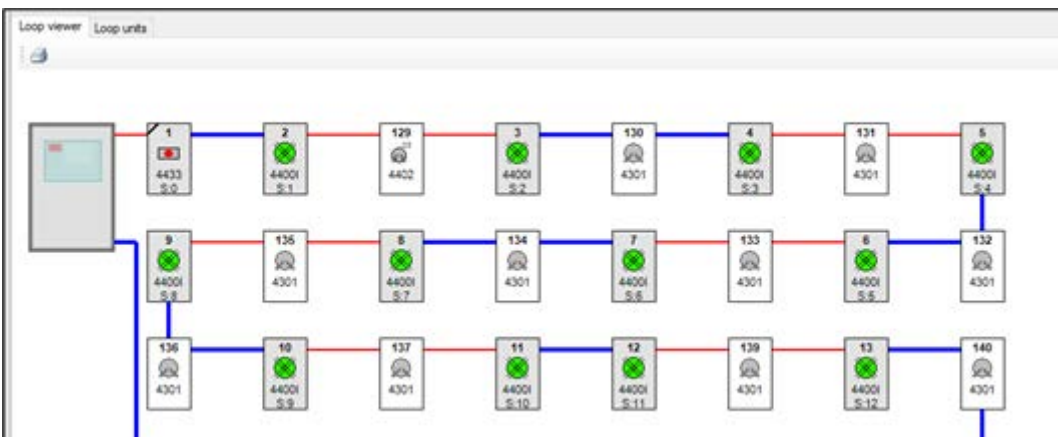 Loop viewer
Loop units
1
4433
S:0
2
4400I
S:1
129
4402
3
4400I
S:2
130
4301
4
4400I
S:3
131
4301
5
4400I
S:4
9
4400I
S:8
135
4301
8
4400I
S:7
134
4301
7
4400I
S:6
133
4301
6
4400I
S:5
132
4301
136
4301
10
4400I
S:9
137
4301
11
4400I
S:10
12
4400I
S:11
139
4301
13
4400I
S:12
140
4301